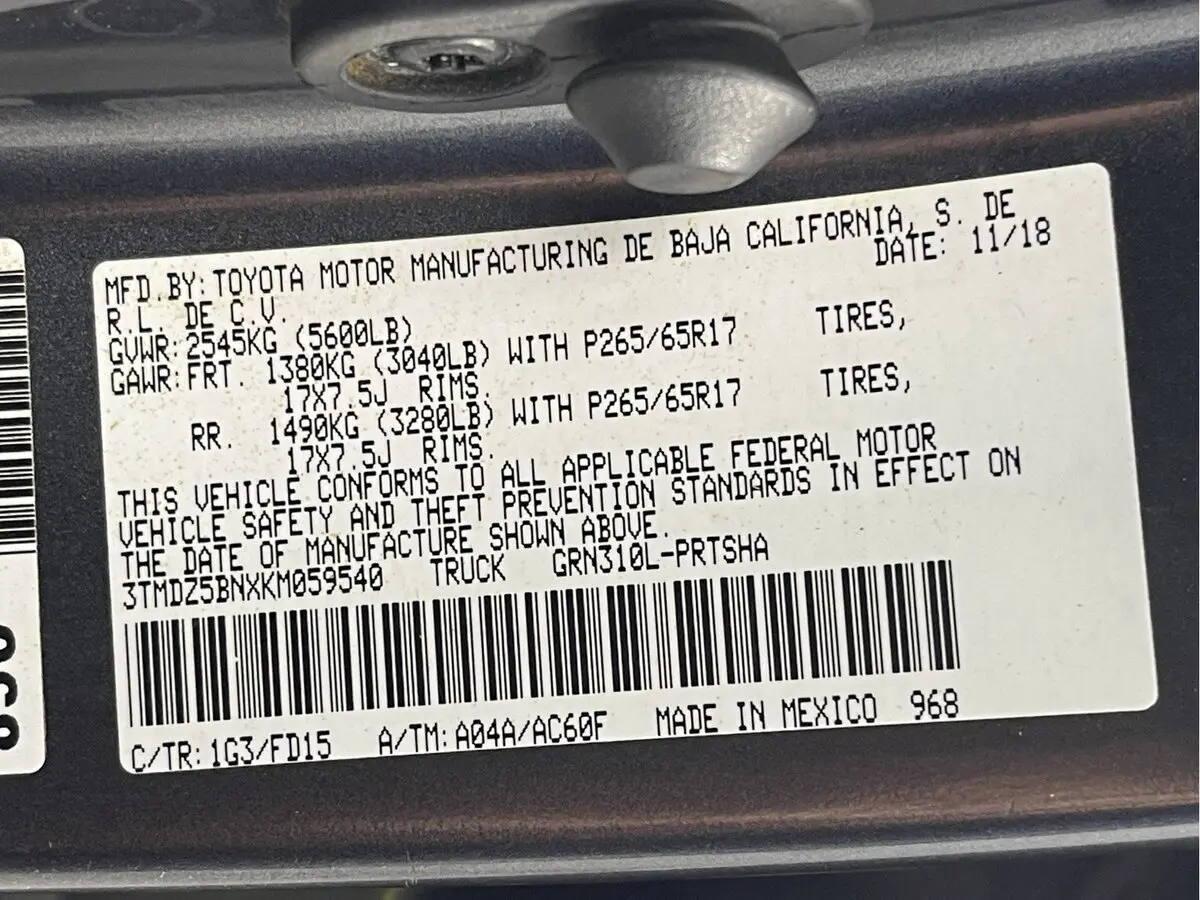 MFD.BY: TOYOTA MOTOR MANUFACTURING DE BAJA CALIFORNIA, S. DE
R.L. DE C.V. DATE: 11/18
GVWR: 2545KG (5600LB)
GAWR: FRT. 1380KG (3040LB) WITH P265/65R17 TIRES,
17X7.5J RIMS.
RR. 1490KG (3280LB) WITH P265/65R17 TIRES,
17X7.5J RIMS.
THIS VEHICLE CONFORMS TO ALL APPLICABLE FEDERAL MOTOR
VEHICLE SAFETY AND THEFT PREVENTION STANDARDS IN EFFECT ON
THE DATE OF MANUFACTURE SHOWN ABOVE.
3TMDZ5BNXKM059540 TRUCK GRN310L-PRTSHA
C/TR: 1G3/FD15 A/TM: A04A/AC60F MADE IN MEXICO 968